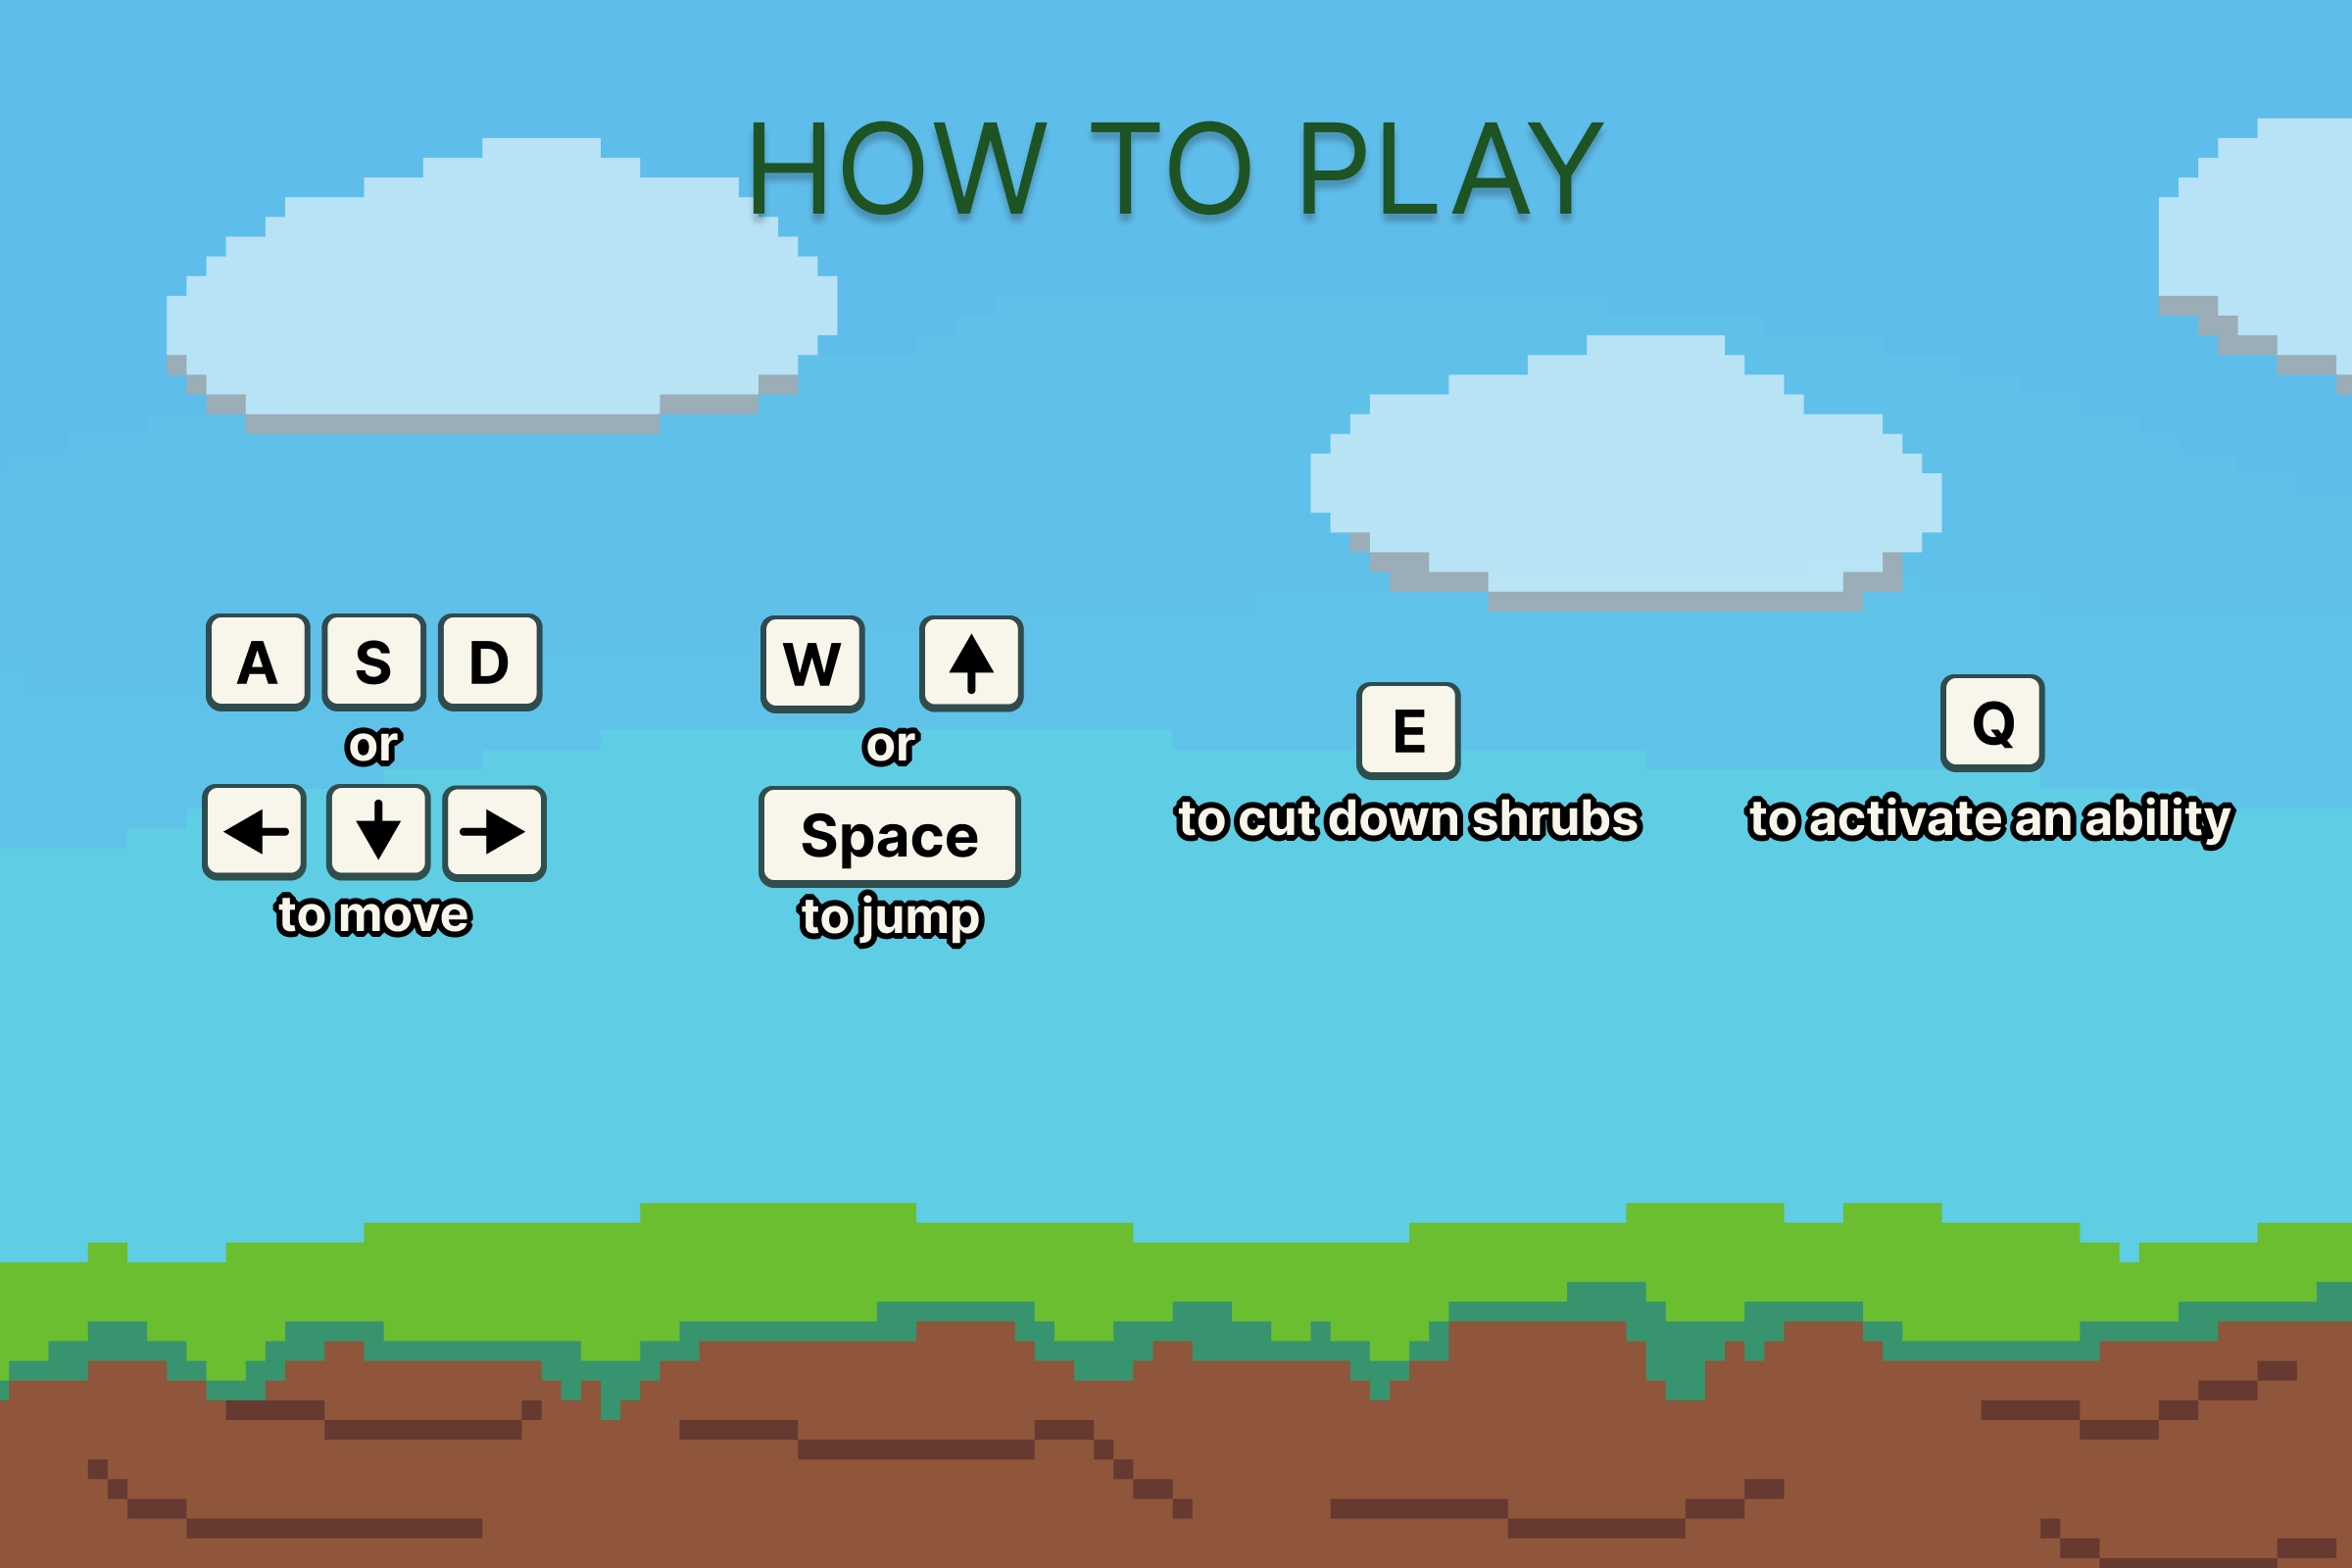 HOW TO PLAY
A S D
or
to move
W
or
Space
to jump
E
to cut down shrubs
Q
to activate an ability